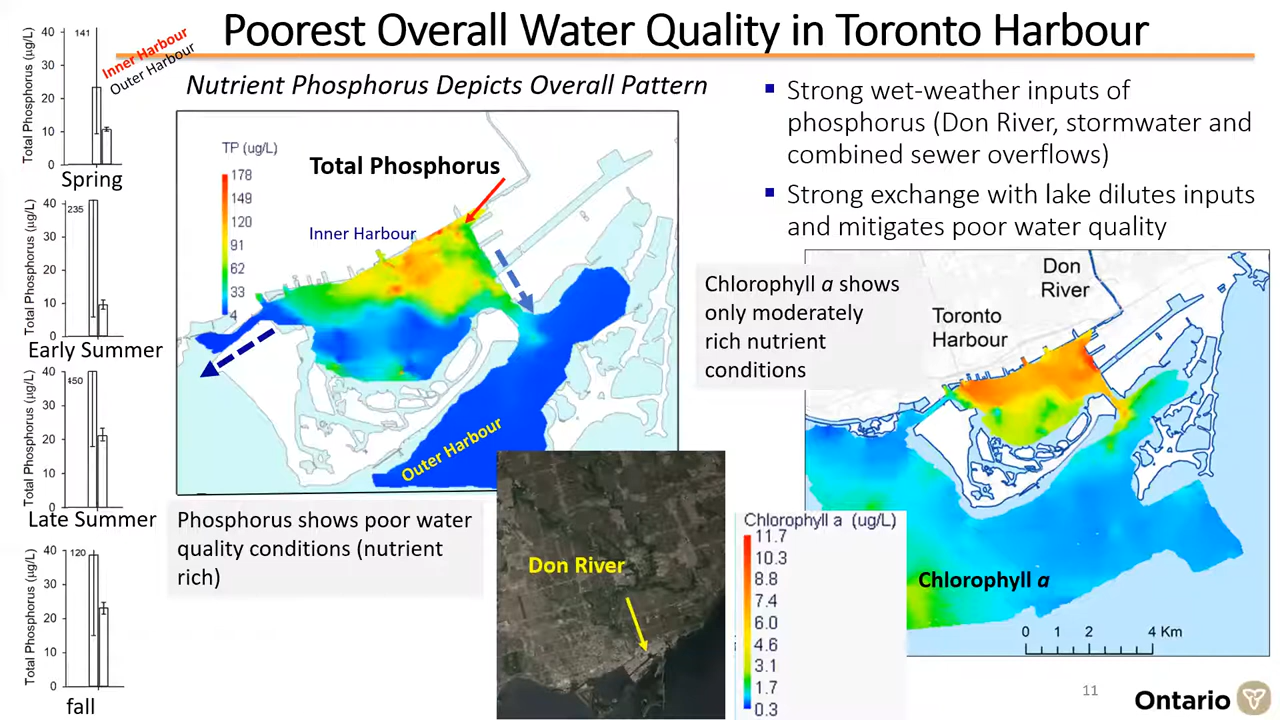 Poorest Overall Water Quality in Toronto Harbour
Total Phosphorus (µg/L)
40
30
20
10
0
141
Inner Harbour
Outer Harbour
Spring
Total Phosphorus (µg/L)
40
30
20
10
0
235
Early Summer
Total Phosphorus (µg/L)
40
30
20
10
0
450
Late Summer
Total Phosphorus (µg/L)
40
30
20
10
0
120
fall
Nutrient Phosphorus Depicts Overall Pattern
TP (ug/L)
178
149
120
91
62
33
4
Total Phosphorus
Inner Harbour
Outer Harbour
Phosphorus shows poor water
quality conditions (nutrient
rich)
Don River
▪ Strong wet-weather inputs of
phosphorus (Don River, stormwater and
combined sewer overflows)
▪ Strong exchange with lake dilutes inputs
and mitigates poor water quality
Chlorophyll a shows
only moderately
rich nutrient
conditions
Don
River
Toronto
Harbour
Chlorophyll a (ug/L)
11.7
10.3
8.8
7.4
6.0
4.6
3.1
1.7
0.3
Chlorophyll a
0 1 2 4 Km
11
Ontario